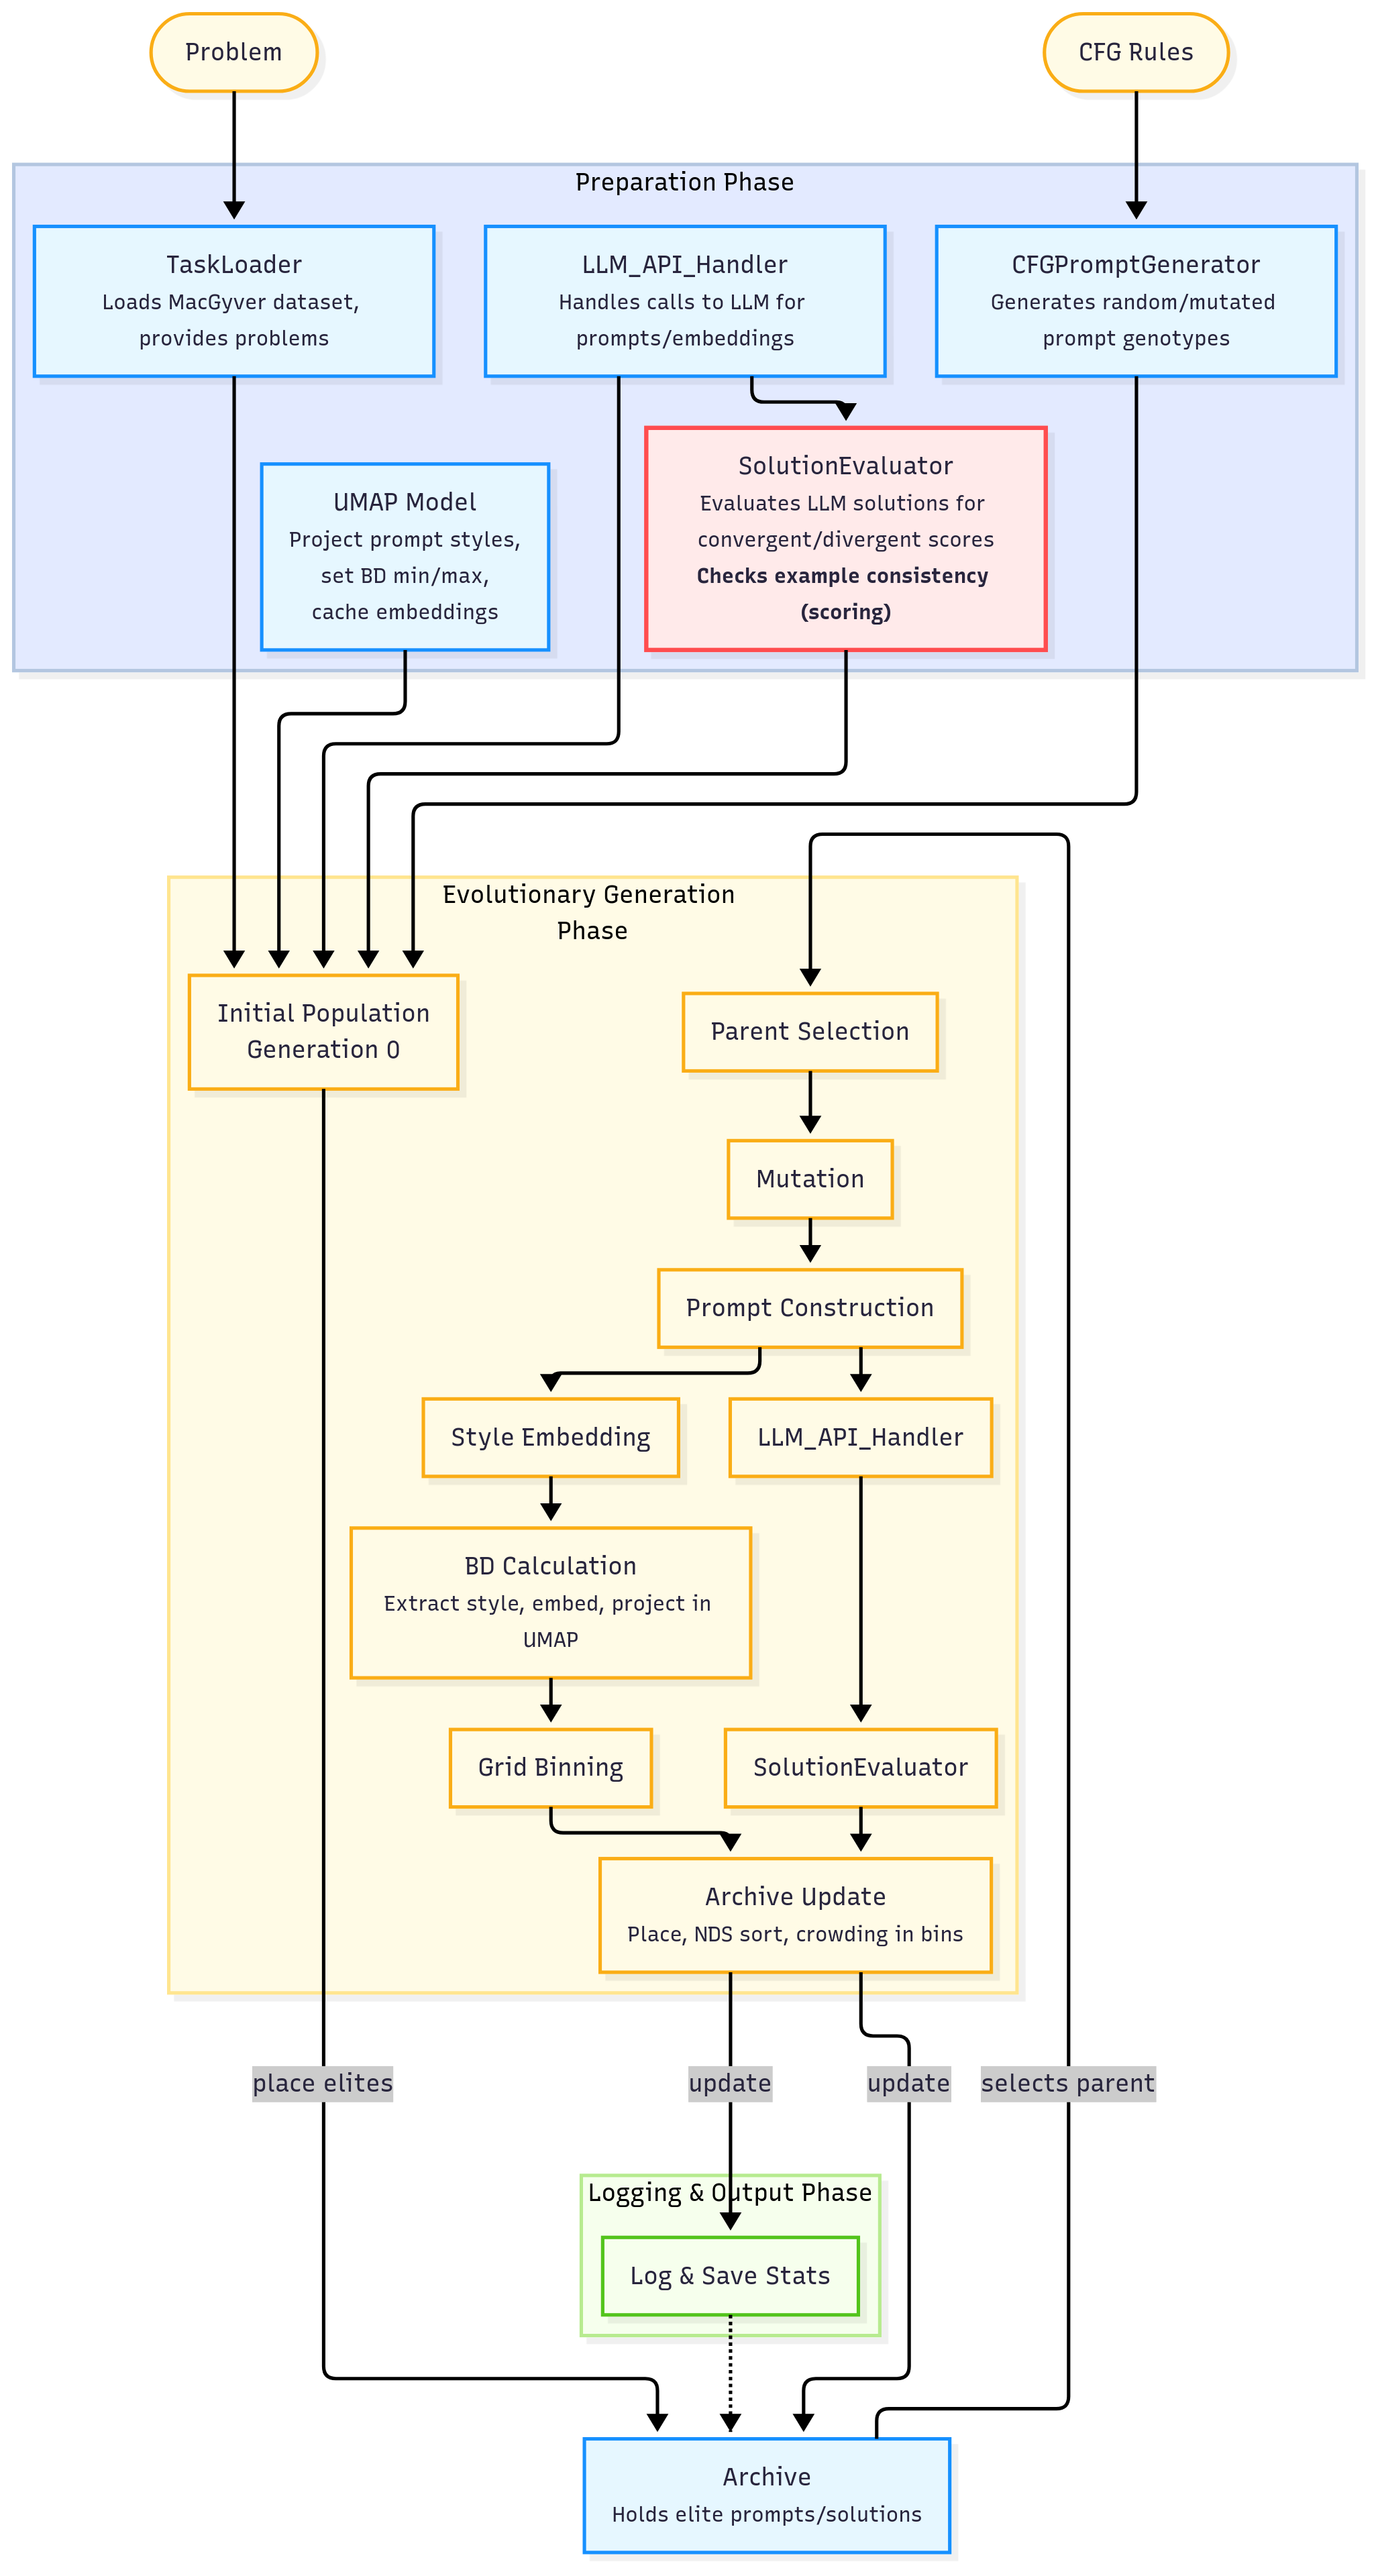 Problem
CFG Rules
Preparation Phase
TaskLoader
Loads MacGyver dataset,
provides problems
LLM_API_Handler
Handles calls to LLM for
prompts/embeddings
CFGPromptGenerator
Generates random/mutated
prompt genotypes
UMAP Model
Project prompt styles,
set BD min/max,
cache embeddings
SolutionEvaluator
Evaluates LLM solutions for
convergent/divergent scores
Checks example consistency
(scoring)
Evolutionary Generation
Phase
Initial Population
Generation 0
Parent Selection
Mutation
Prompt Construction
Style Embedding
LLM_API_Handler
BD Calculation
Extract style, embed, project in
UMAP
Grid Binning
SolutionEvaluator
Archive Update
Place, NDS sort, crowding in bins
place elites
update
update
selects parent
Logging & Output Phase
Log & Save Stats
Archive
Holds elite prompts/solutions